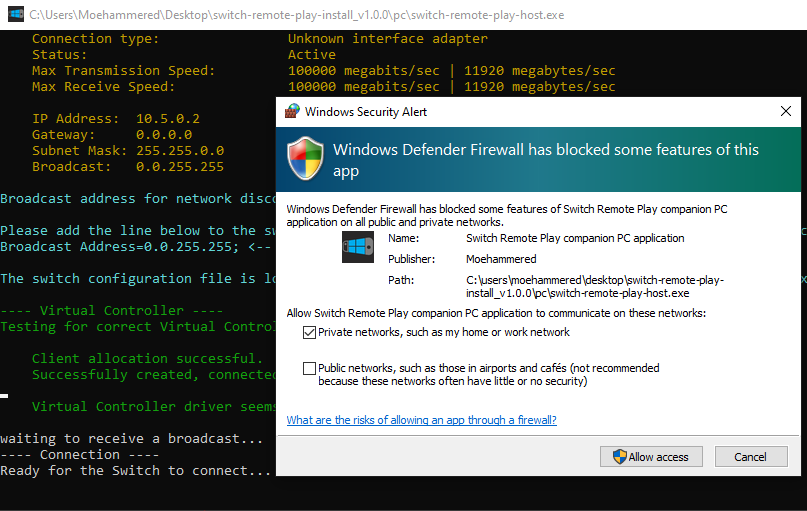 C:\Users\Moehammered\Desktop\switch-remote-play-install_v1.0.0\pc\switch-remote-play-host.exe
Connection type: Unknown interface adapter
Status: Active
Max Transmission Speed: 100000 megabits/sec | 11920 megabytes/sec
Max Receive Speed: 100000 megabits/sec | 11920 megabytes/sec
IP Address: 10.5.0.2
Gateway: 0.0.0.0
Subnet Mask: 255.255.0.0
Broadcast: 0.0.255.255
Broadcast address for network disc
Please add the line below to the sw
Broadcast Address=0.0.255.255; <--
The switch configuration file is lo
---- Virtual Controller ----
Testing for correct Virtual Contro
Client allocation successful.
Successfully created, connected
Virtual Controller driver seems
waiting to receive a broadcast...
---- Connection ----
Ready for the Switch to connect...
Windows Security Alert
Windows Defender Firewall has blocked some features of this
app
Windows Defender Firewall has blocked some features of Switch Remote Play companion PC
application on all public and private networks.
Name: Switch Remote Play companion PC application
Publisher: Moehammered
Path: C:\users\moehammered\desktop\switch-remote-play-
install_v1.0.0\pc\switch-remote-play-host.exe
Allow Switch Remote Play companion PC application to communicate on these networks:
Private networks, such as my home or work network
Public networks, such as those in airports and cafés (not recommended
because these networks often have little or no security)
What are the risks of allowing an app through a firewall?
Allow access
Cancel